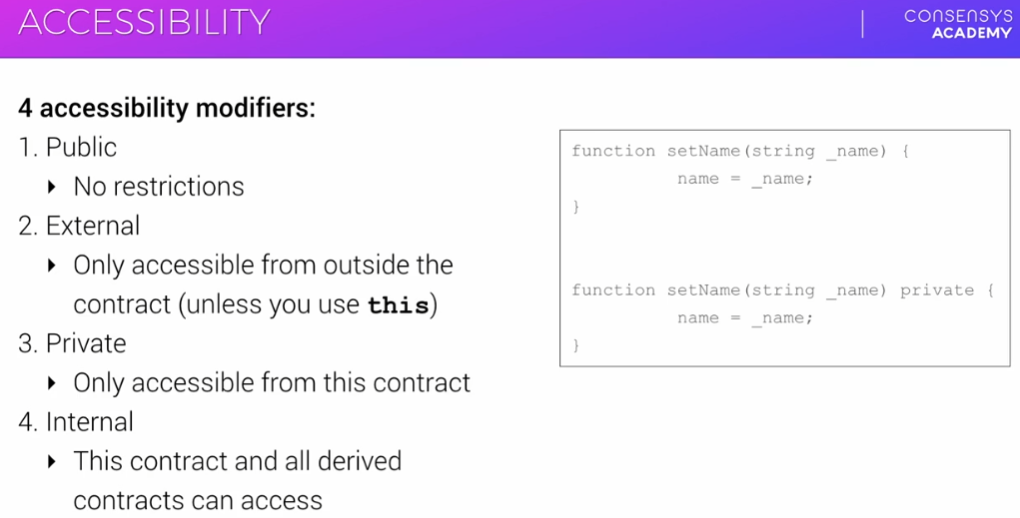 ACCESSIBILITY
CONSENSYS
ACADEMY
4 accessibility modifiers:
1. Public
‣ No restrictions
2. External
‣ Only accessible from outside the
contract (unless you use this)
3. Private
‣ Only accessible from this contract
4. Internal
‣ This contract and all derived
contracts can access
function setName(string _name) {
name = _name;
}
function setName(string _name) private {
name = _name;
}